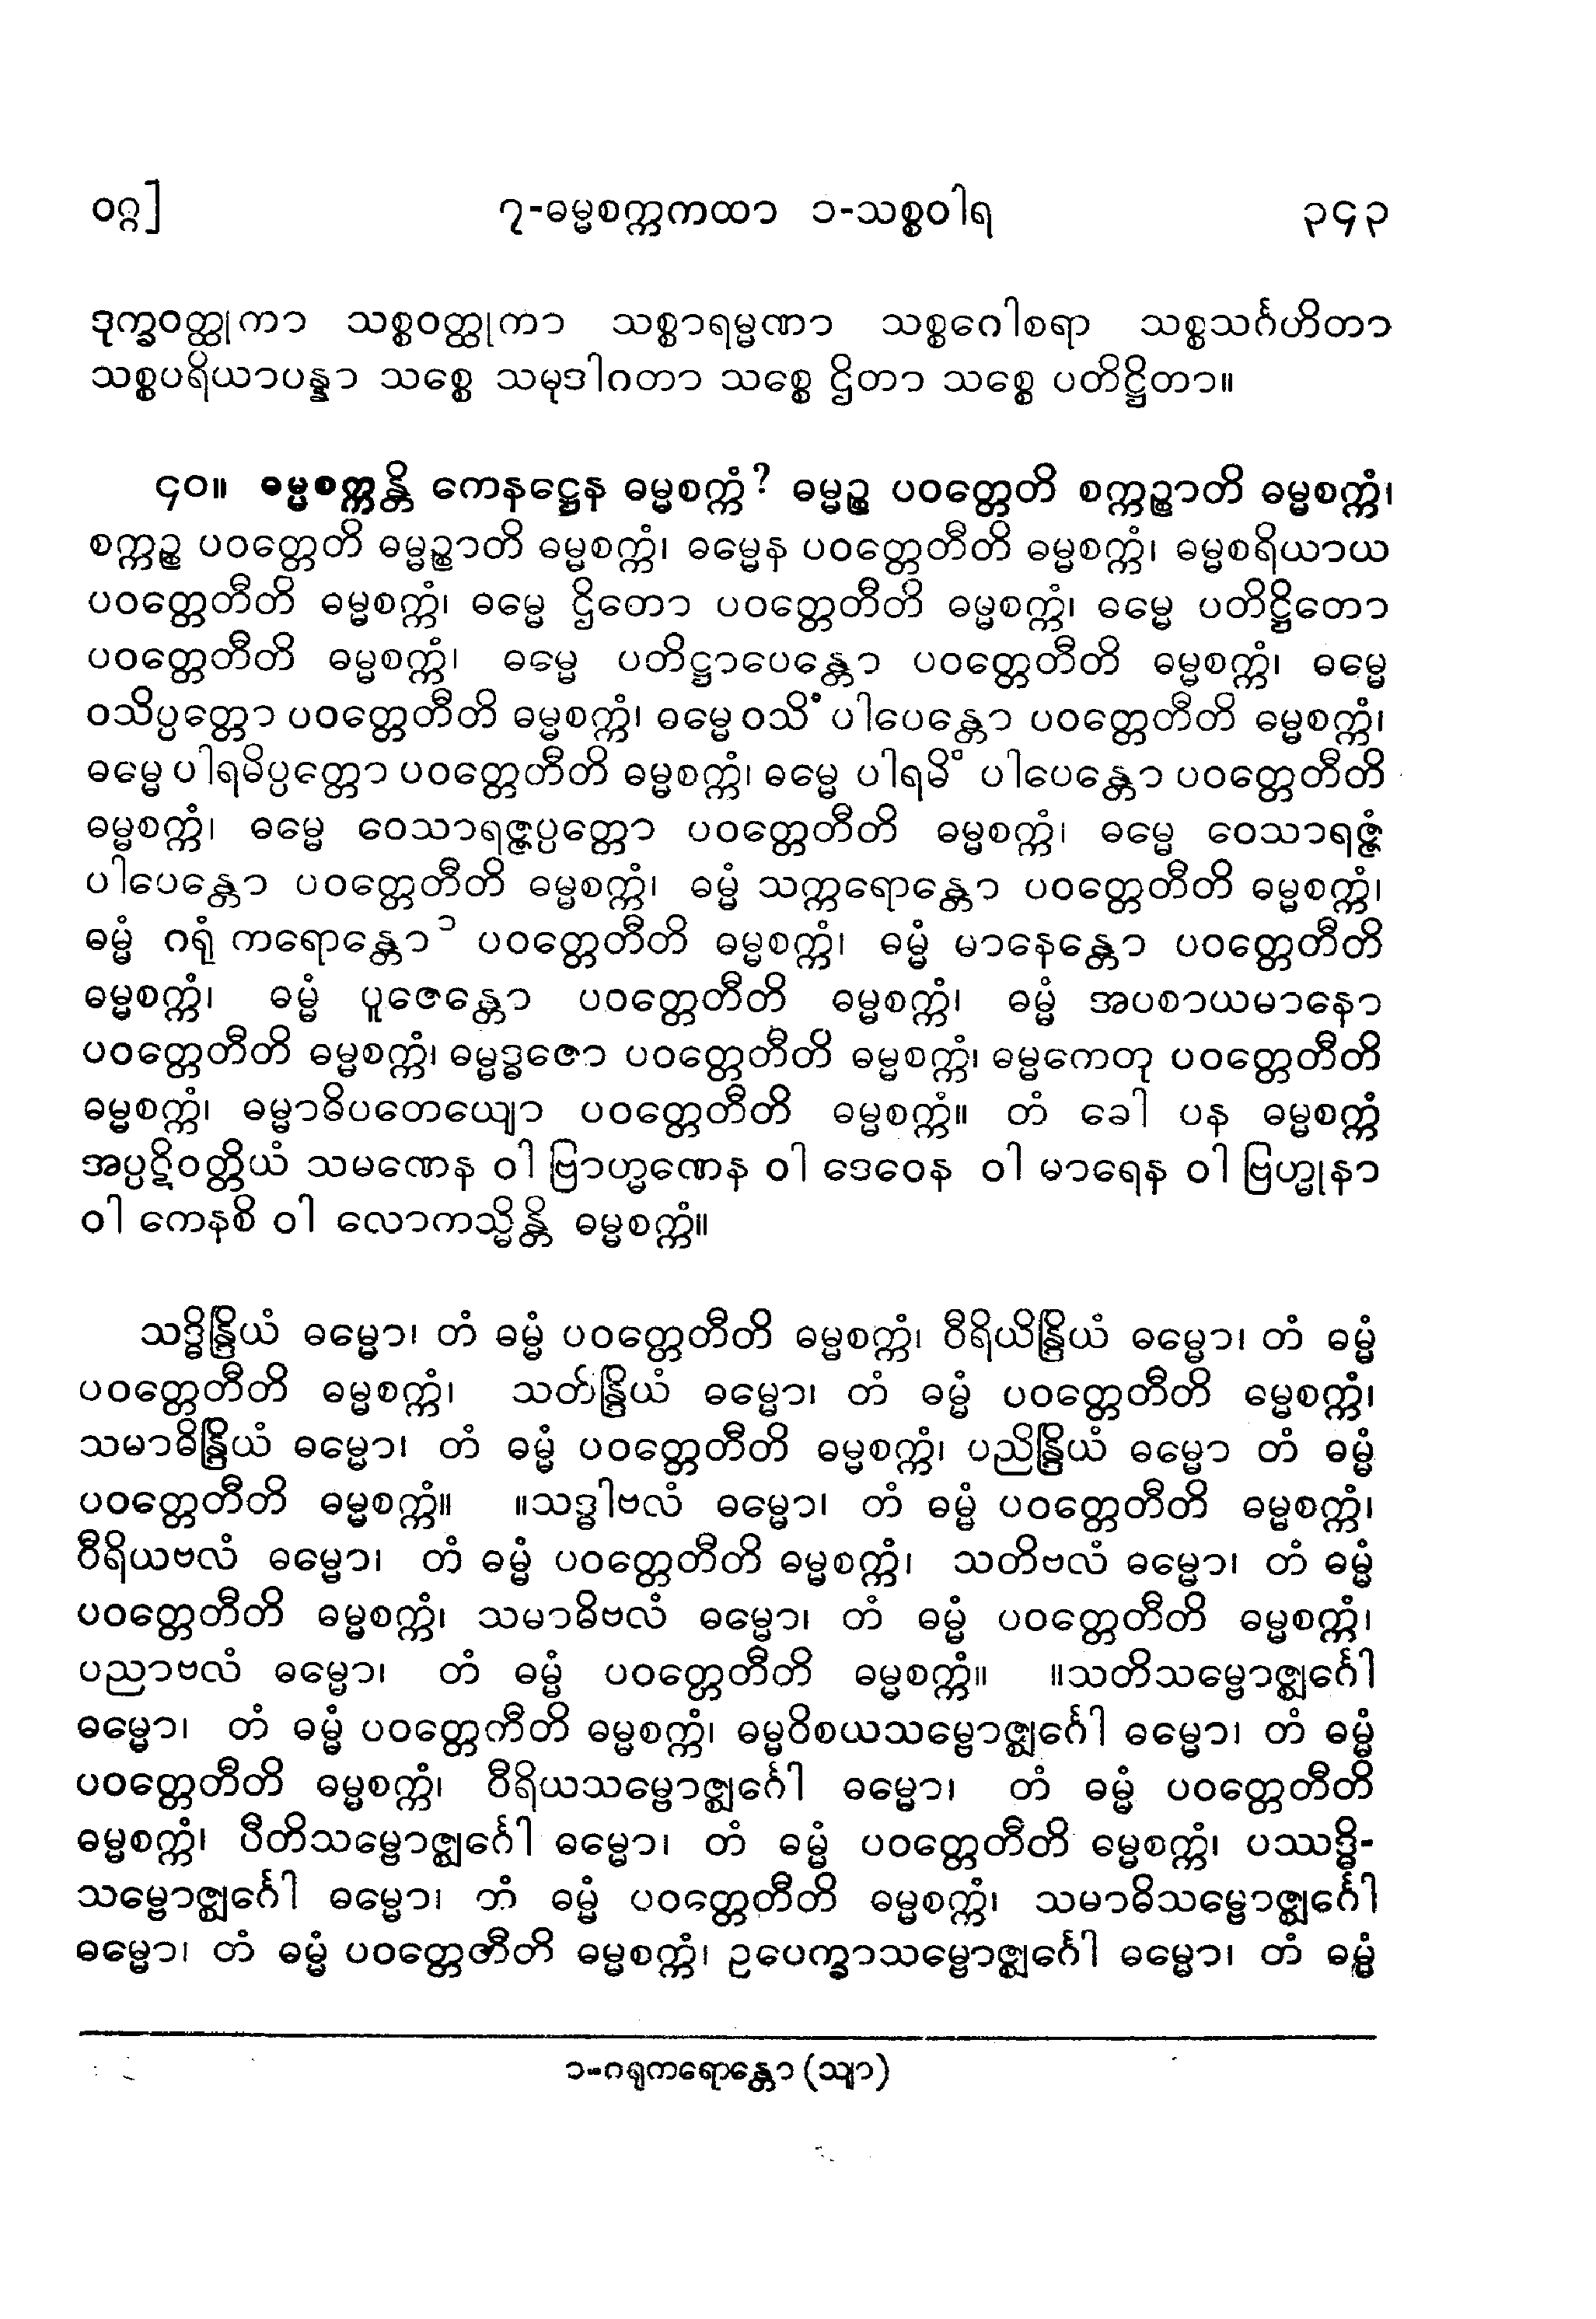 ဝဂ္ဂ] ၇-ဓမ္မစက္ကကထာ ၁-သစ္စဝါရ ၃၄၃
ဒုက္ခဝတ္ထုကာ သစ္စဝတ္ထုကာ သစ္စာရမ္မဏာ သစ္စဂေါစရာ သစ္စသင်္ဂဟိတာ
သစ္စပရိယာပန္နာ သစ္စေ သမုဒါဂတာ သစ္စေ ဌိတာ သစ္စေ ပတိဋ္ဌိတာ။
၄၀။ ဓမ္မစက္ကန္တိ ကေနဋ္ဌေန ဓမ္မစက္ကံ? ဓမ္မဉ္စ ပဝတ္တေတိ စက္ကဉ္စာတိ ဓမ္မစက္ကံ၊
စက္ကဉ္စ ပဝတ္တေတိ ဓမ္မဉ္စာတိ ဓမ္မစက္ကံ၊ ဓမ္မေန ပဝတ္တေတီတိ ဓမ္မစက္ကံ၊ ဓမ္မစရိယာယ
ပဝတ္တေတီတိ ဓမ္မစက္ကံ၊ ဓမ္မေ ဌိတော ပဝတ္တေတီတိ ဓမ္မစက္ကံ၊ ဓမ္မေ ပတိဋ္ဌိတော
ပဝတ္တေတီတိ ဓမ္မစက္ကံ၊ ဓမ္မေ ပတိဋ္ဌာပေန္တော ပဝတ္တေတီတိ ဓမ္မစက္ကံ၊ ဓမ္မေ
ဝသိပ္ပတ္တော ပဝတ္တေတီတိ ဓမ္မစက္ကံ၊ ဓမ္မေ ဝသိံ ပါပေန္တော ပဝတ္တေတီတိ ဓမ္မစက္ကံ၊
ဓမ္မေ ပါရမိပ္ပတ္တော ပဝတ္တေတီတိ ဓမ္မစက္ကံ၊ ဓမ္မေ ပါရမိံ ပါပေန္တော ပဝတ္တေတီတိ
ဓမ္မစက္ကံ၊ ဓမ္မေ ဝေသာရဇ္ဇပ္ပတ္တော ပဝတ္တေတီတိ ဓမ္မစက္ကံ၊ ဓမ္မေ ဝေသာရဇ္ဇံ
ပါပေန္တော ပဝတ္တေတီတိ ဓမ္မစက္ကံ၊ ဓမ္မံ သက္ကရောန္တော ပဝတ္တေတီတိ ဓမ္မစက္ကံ၊
ဓမ္မံ ဂရုံ ကရောန္တော ၁ ပဝတ္တေတီတိ ဓမ္မစက္ကံ၊ ဓမ္မံ မာနေန္တော ပဝတ္တေတီတိ
ဓမ္မစက္ကံ၊ ဓမ္မံ ပူဇေန္တော ပဝတ္တေတီတိ ဓမ္မစက္ကံ၊ ဓမ္မံ အပစာယမာနော
ပဝတ္တေတီတိ ဓမ္မစက္ကံ၊ ဓမ္မဒ္ဓဇော ပဝတ္တေတီတိ ဓမ္မစက္ကံ၊ ဓမ္မကေတု ပဝတ္တေတီတိ
ဓမ္မစက္ကံ၊ ဓမ္မာဓိပတေယျော ပဝတ္တေတီတိ ဓမ္မစက္ကံ။ တံ ခေါ ပန ဓမ္မစက္ကံ
အပ္ပဋိဝတ္တိယံ သမဏေန ဝါ ဗြာဟ္မဏေန ဝါ ဒေဝေန ဝါ မာရေန ဝါ ဗြဟ္မုနာ
ဝါ ကေနစိ ဝါ လောကသ္မိန္တိ ဓမ္မစက္ကံ။
သဒ္ဓိန္ဒြိယံ ဓမ္မော၊ တံ ဓမ္မံ ပဝတ္တေတီတိ ဓမ္မစက္ကံ၊ ဝီရိယိန္ဒြိယံ ဓမ္မော၊ တံ ဓမ္မံ
ပဝတ္တေတီတိ ဓမ္မစက္ကံ၊ သတိန္ဒြိယံ ဓမ္မော၊ တံ ဓမ္မံ ပဝတ္တေတီတိ ဓမ္မစက္ကံ၊
သမာဓိန္ဒြိယံ ဓမ္မော၊ တံ ဓမ္မံ ပဝတ္တေတီတိ ဓမ္မစက္ကံ၊ ပညိန္ဒြိယံ ဓမ္မော တံ ဓမ္မံ
ပဝတ္တေတီတိ ဓမ္မစက္ကံ။ ။သဒ္ဓါဗလံ ဓမ္မော၊ တံ ဓမ္မံ ပဝတ္တေတီတိ ဓမ္မစက္ကံ၊
ဝီရိယဗလံ ဓမ္မော၊ တံ ဓမ္မံ ပဝတ္တေတီတိ ဓမ္မစက္ကံ၊ သတိဗလံ ဓမ္မော၊ တံ ဓမ္မံ
ပဝတ္တေတီတိ ဓမ္မစက္ကံ၊ သမာဓိဗလံ ဓမ္မော၊ တံ ဓမ္မံ ပဝတ္တေတီတိ ဓမ္မစက္ကံ၊
ပညာဗလံ ဓမ္မော၊ တံ ဓမ္မံ ပဝတ္တေတီတိ ဓမ္မစက္ကံ။ ။သတိသမ္ဗောဇ္ဈင်္ဂေါ
ဓမ္မော၊ တံ ဓမ္မံ ပဝတ္တေတီတိ ဓမ္မစက္ကံ၊ ဓမ္မဝိစယသမ္ဗောဇ္ဈင်္ဂေါ ဓမ္မော၊ တံ ဓမ္မံ
ပဝတ္တေတီတိ ဓမ္မစက္ကံ၊ ဝီရိယသမ္ဗောဇ္ဈင်္ဂေါ ဓမ္မော၊ တံ ဓမ္မံ ပဝတ္တေတီတိ
ဓမ္မစက္ကံ၊ ပီတိသမ္ဗောဇ္ဈင်္ဂေါ ဓမ္မော၊ တံ ဓမ္မံ ပဝတ္တေတီတိ ဓမ္မစက္ကံ၊ ပဿဒ္ဓိ-
သမ္ဗောဇ္ဈင်္ဂေါ ဓမ္မော၊ တံ ဓမ္မံ ပဝတ္တေတီတိ ဓမ္မစက္ကံ၊ သမာဓိသမ္ဗောဇ္ဈင်္ဂေါ
ဓမ္မော၊ တံ ဓမ္မံ ပဝတ္တေတီတိ ဓမ္မစက္ကံ၊ ဥပေက္ခာသမ္ဗောဇ္ဈင်္ဂေါ ဓမ္မော၊ တံ ဓမ္မံ
၁-ဂရုကရောန္တော (သျာ)